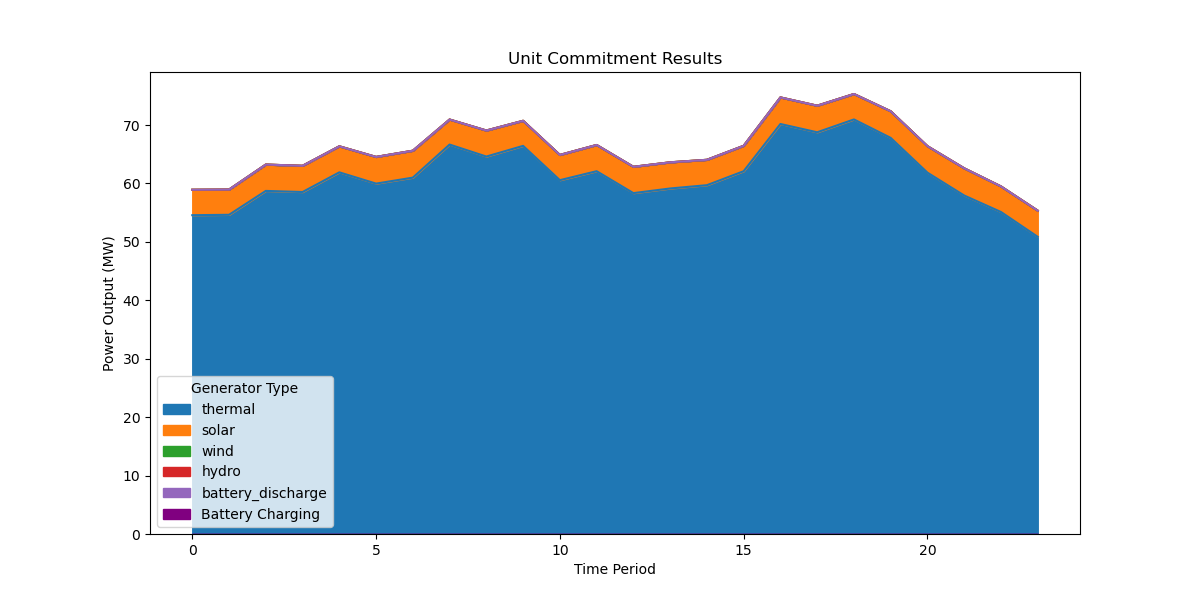 Unit Commitment Results
Power Output (MW)
70
60
50
40
30
20
10
0
Generator Type
thermal
solar
wind
hydro
battery_discharge
Battery Charging
0 5 10 15 20
Time Period